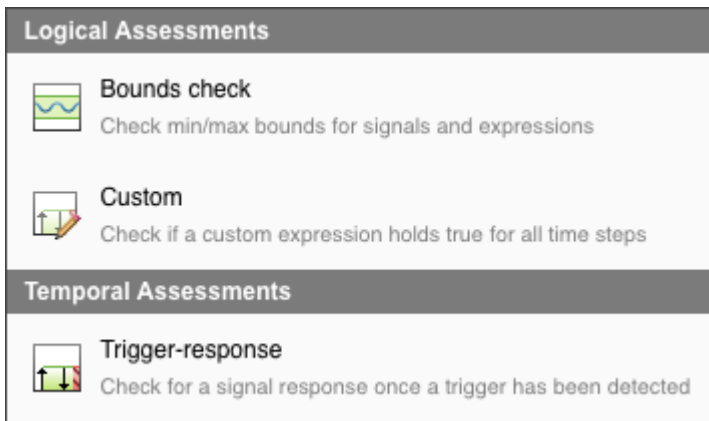 Logical Assessments
Bounds check
Check min/max bounds for signals and expressions
Custom
Check if a custom expression holds true for all time steps
Temporal Assessments
Trigger-response
Check for a signal response once a trigger has been detected